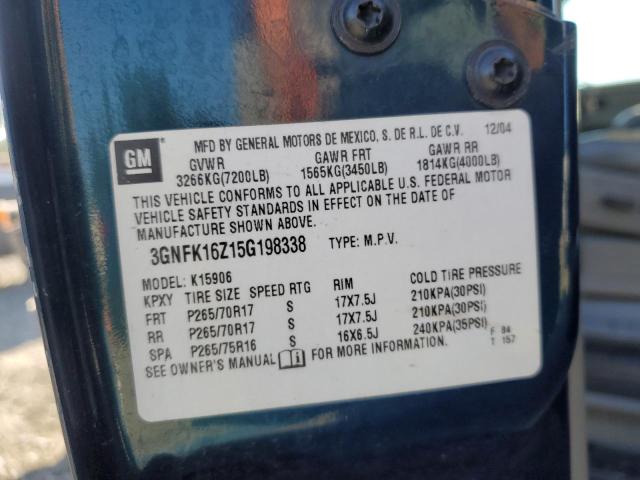 GM
MFD BY GENERAL MOTORS DE MEXICO, S. DE R.L. DE C.V. 12/04
GVWR GAWR FRT GAWR RR
3266KG(7200LB) 1565KG(3450LB) 1814KG(4000LB)
THIS VEHICLE CONFORMS TO ALL APPLICABLE U.S. FEDERAL MOTOR
VEHICLE SAFETY STANDARDS IN EFFECT ON THE DATE OF
MANUFACTURE SHOWN ABOVE.
3GNFK16Z15G198338 TYPE: M.P.V.
MODEL: K15906
KPXY TIRE SIZE SPEED RTG RIM COLD TIRE PRESSURE
FRT P265/70R17 S 17X7.5J 210KPA(30PSI)
RR P265/70R17 S 17X7.5J 210KPA(30PSI)
SPA P265/75R16 S 16X6.5J 240KPA(35PSI)
SEE OWNER'S MANUAL FOR MORE INFORMATION.
F 84
T 157